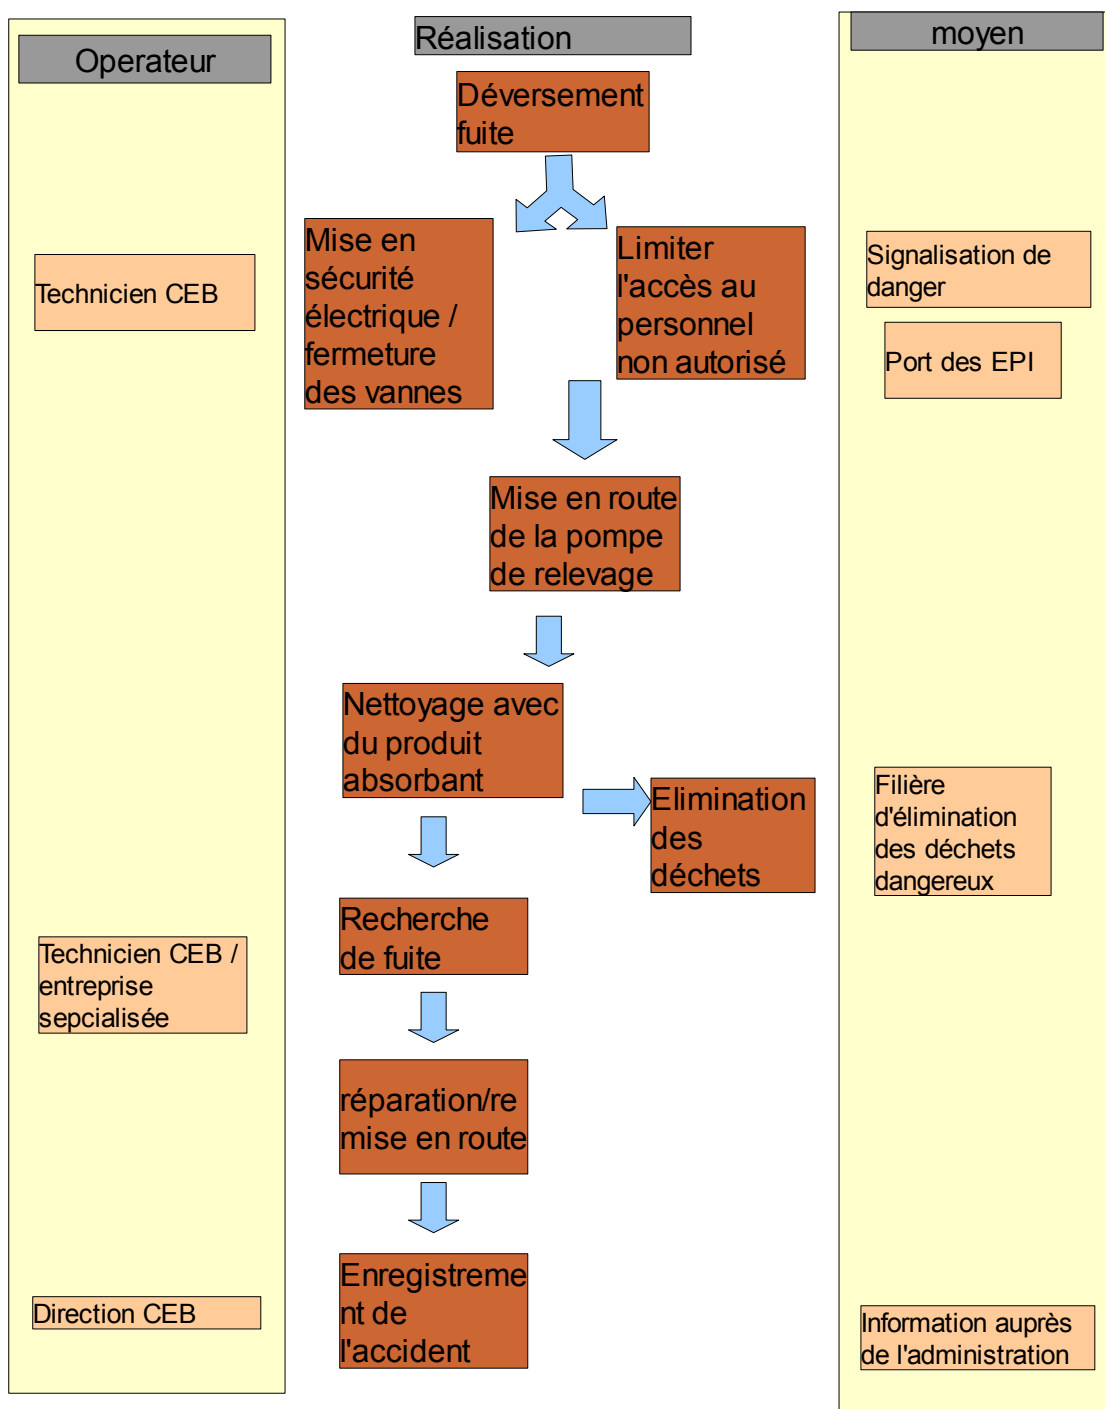 Operateur
Réalisation
moyen
Déversement
fuite
Mise en
sécurité
électrique /
fermeture
des vannes
Limiter
l'accès au
personnel
non autorisé
Technicien CEB
Signalisation de
danger
Port des EPI
Mise en route
de la pompe
de relevage
Nettoyage avec
du produit
absorbant
Elimination
des
déchets
Filière
d'élimination
des déchets
dangereux
Recherche
de fuite
Technicien CEB /
entreprise
sepcialisée
réparation/re
mise en route
Enregistreme
nt de
l'accident
Direction CEB
Information auprès
de l'administration